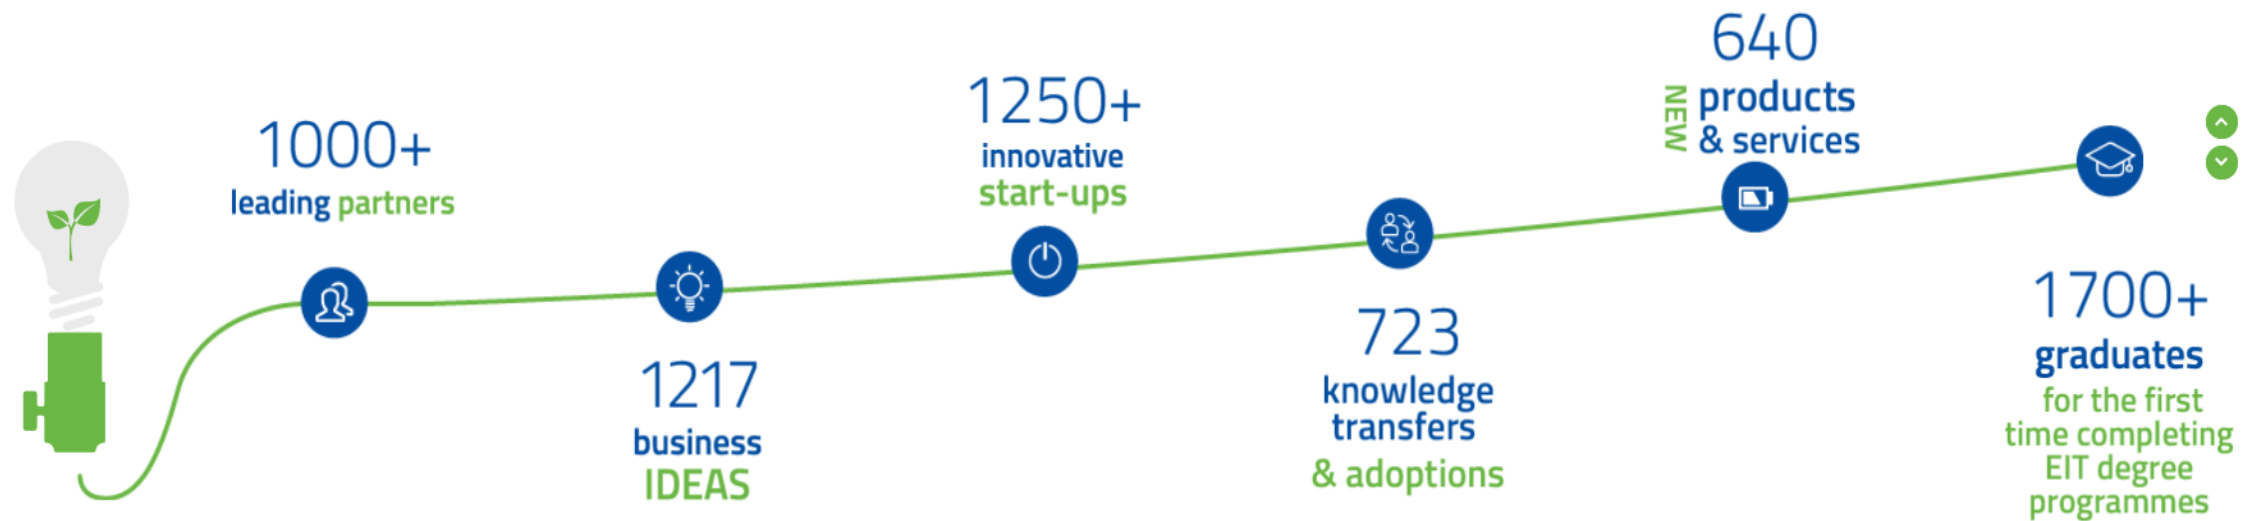 1000+
leading partners
1217
business
IDEAS
1250+
innovative
start-ups
723
knowledge
transfers
& adoptions
640
NEW
products
& services
1700+
graduates
for the first
time completing
EIT degree
programmes